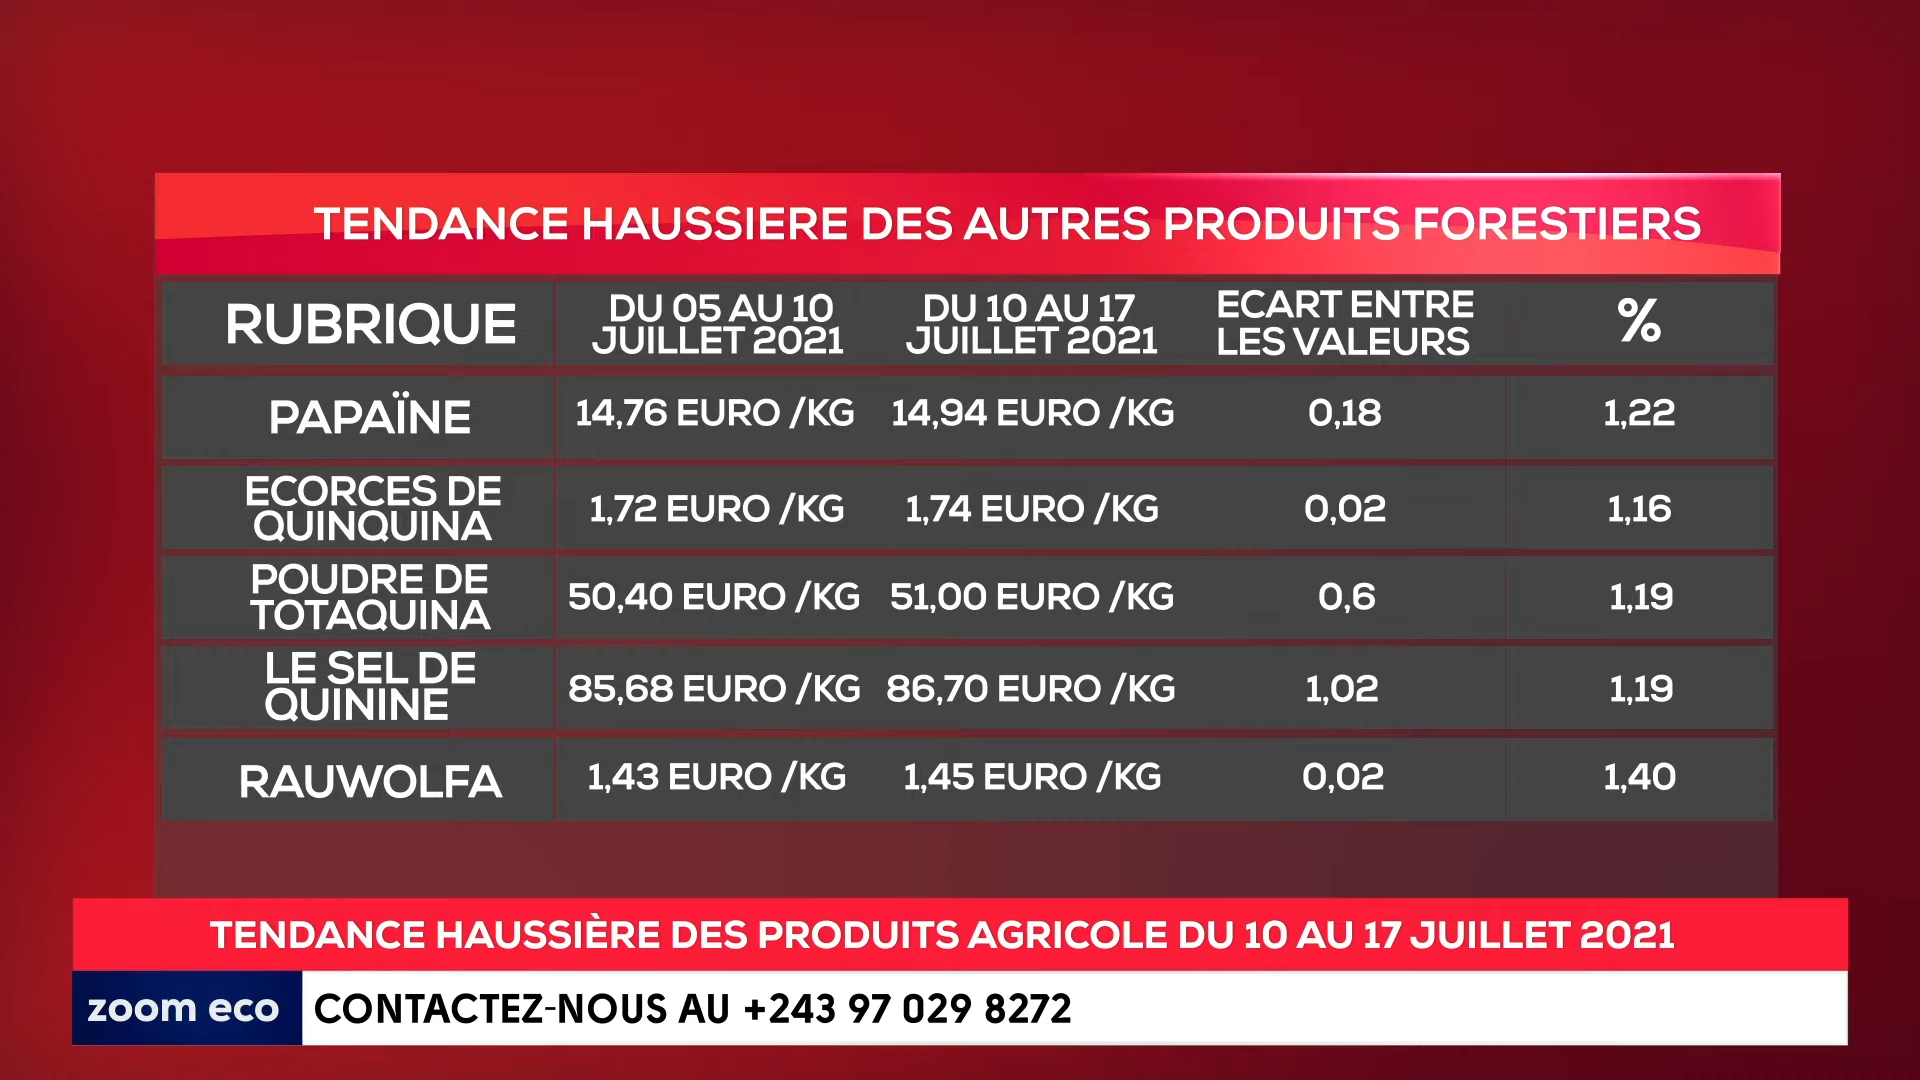 TENDANCE HAUSSIERE DES AUTRES PRODUITS FORESTIERS
RUBRIQUE
DU 05 AU 10
JUILLET 2021
DU 10 AU 17
JUILLET 2021
ECART ENTRE
LES VALEURS
%
PAPAÏNE
14,76 EURO /KG
14,94 EURO /KG
0,18
1,22
ECORCES DE
QUINQUINA
1,72 EURO /KG
1,74 EURO /KG
0,02
1,16
POUDRE DE
TOTAQUINA
50,40 EURO /KG
51,00 EURO /KG
0,6
1,19
LE SEL DE
QUININE
85,68 EURO /KG
86,70 EURO /KG
1,02
1,19
RAUWOLFA
1,43 EURO /KG
1,45 EURO /KG
0,02
1,40
TENDANCE HAUSSIÈRE DES PRODUITS AGRICOLE DU 10 AU 17 JUILLET 2021
zoom eco
CONTACTEZ-NOUS AU +243 97 029 8272